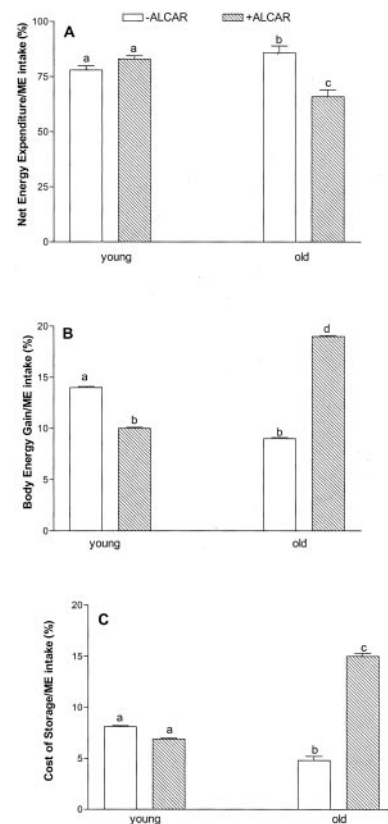 -ALCAR +ALCAR
A
Net Energy Expenditure/ME intake (%)
100
75
50
25
0
a a b c
young old
B
Body Energy Gain/ME intake (%)
20
15
10
5
0
a b b d
young old
C
Cost of Storage/ME intake (%)
20
15
10
5
0
a a b c
young old